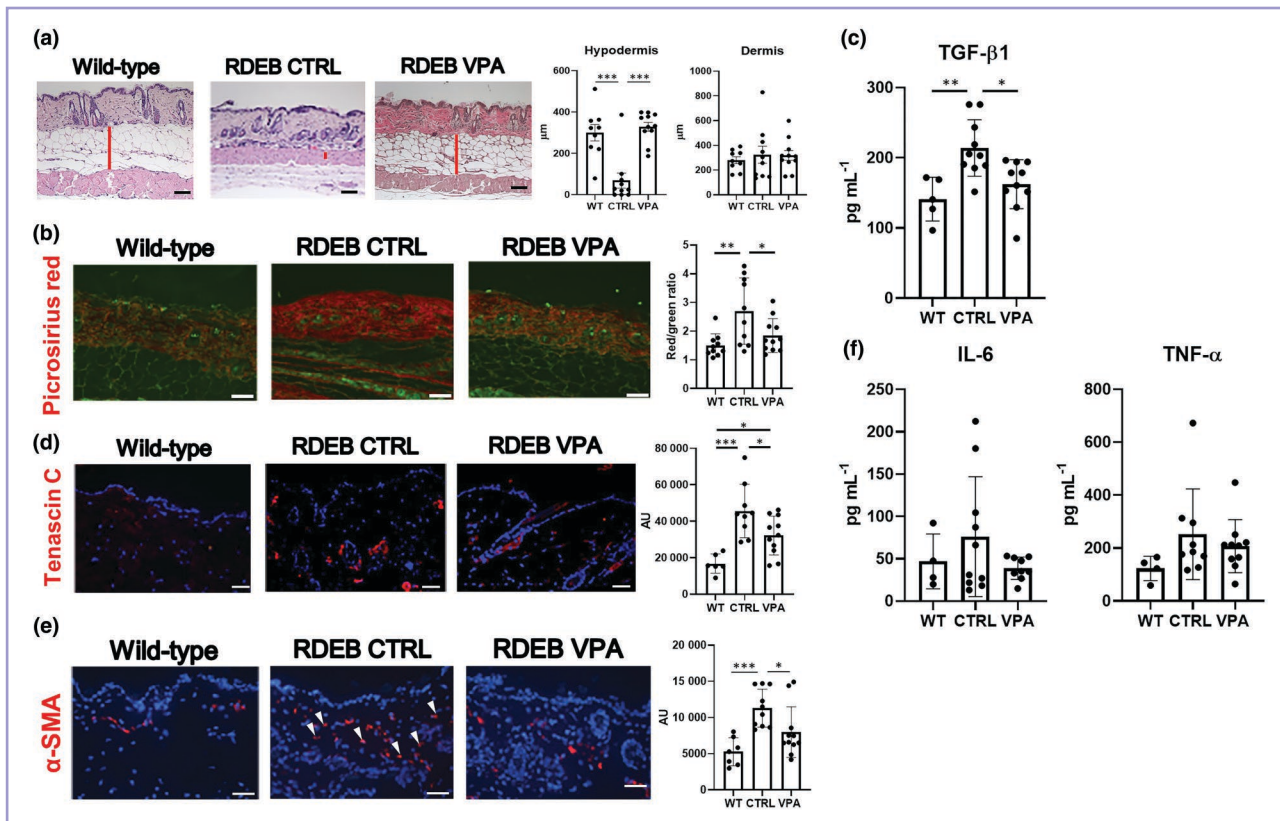 (a)
Wild-type
RDEB CTRL
RDEB VPA
Hypodermis
***
***
600
400
200
0
μm
WT CTRL VPA
Dermis
1000
800
600
400
200
0
μm
WT CTRL VPA
(b)
Picrosirius red
Wild-type
RDEB CTRL
RDEB VPA
**
*
5
4
3
2
1
0
Red/green ratio
WT CTRL VPA
(c)
TGF-β1
**
*
300
200
100
0
pg mL⁻¹
WT CTRL VPA
(d)
Tenascin C
Wild-type
RDEB CTRL
RDEB VPA
*
***
*
80 000
60 000
40 000
20 000
0
AU
WT CTRL VPA
(e)
α-SMA
Wild-type
RDEB CTRL
RDEB VPA
***
*
20 000
15 000
10 000
5000
0
AU
WT CTRL VPA
(f)
IL-6
250
200
150
100
50
0
pg mL⁻¹
WT CTRL VPA
TNF-α
800
600
400
200
0
pg mL⁻¹
WT CTRL VPA